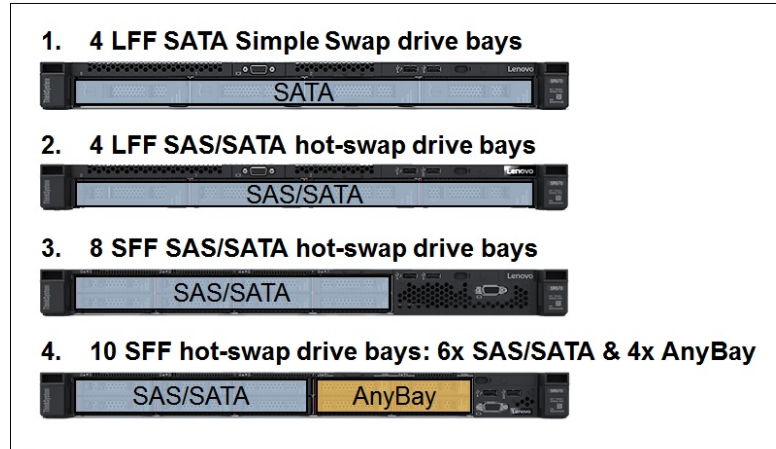 1. 4 LFF SATA Simple Swap drive bays
Lenovo
SATA
2. 4 LFF SAS/SATA hot-swap drive bays
Lenovo
SAS/SATA
3. 8 SFF SAS/SATA hot-swap drive bays
Lenovo
SAS/SATA
4. 10 SFF hot-swap drive bays: 6x SAS/SATA & 4x AnyBay
SAS/SATA AnyBay
Lenovo